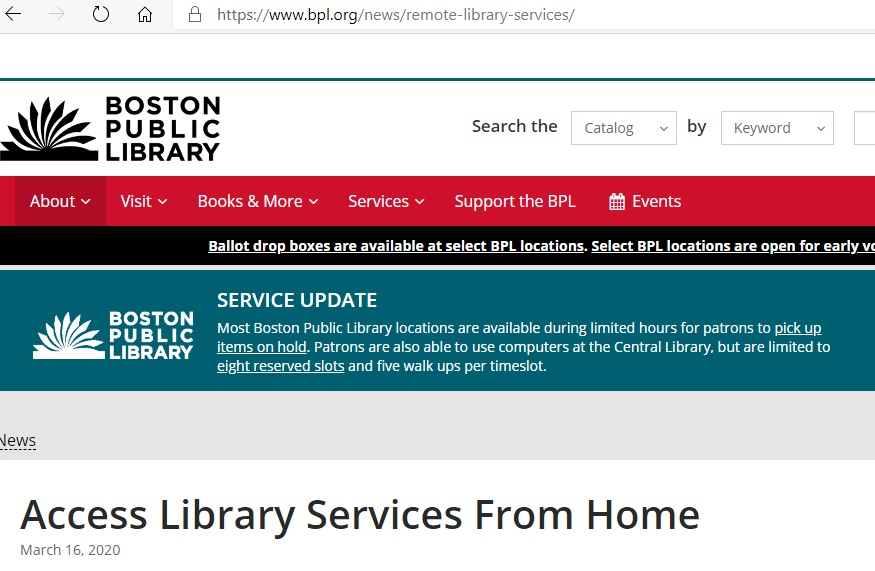 https://www.bpl.org/news/remote-library-services/
BOSTON
PUBLIC
LIBRARY
Search the Catalog by Keyword
About Visit Books & More Services Support the BPL Events
Ballot drop boxes are available at select BPL locations. Select BPL locations are open for early
BOSTON
PUBLIC
LIBRARY
SERVICE UPDATE
Most Boston Public Library locations are available during limited hours for patrons to pick up
items on hold. Patrons are also able to use computers at the Central Library, but are limited to
eight reserved slots and five walk ups per timeslot.
News
Access Library Services From Home
March 16, 2020